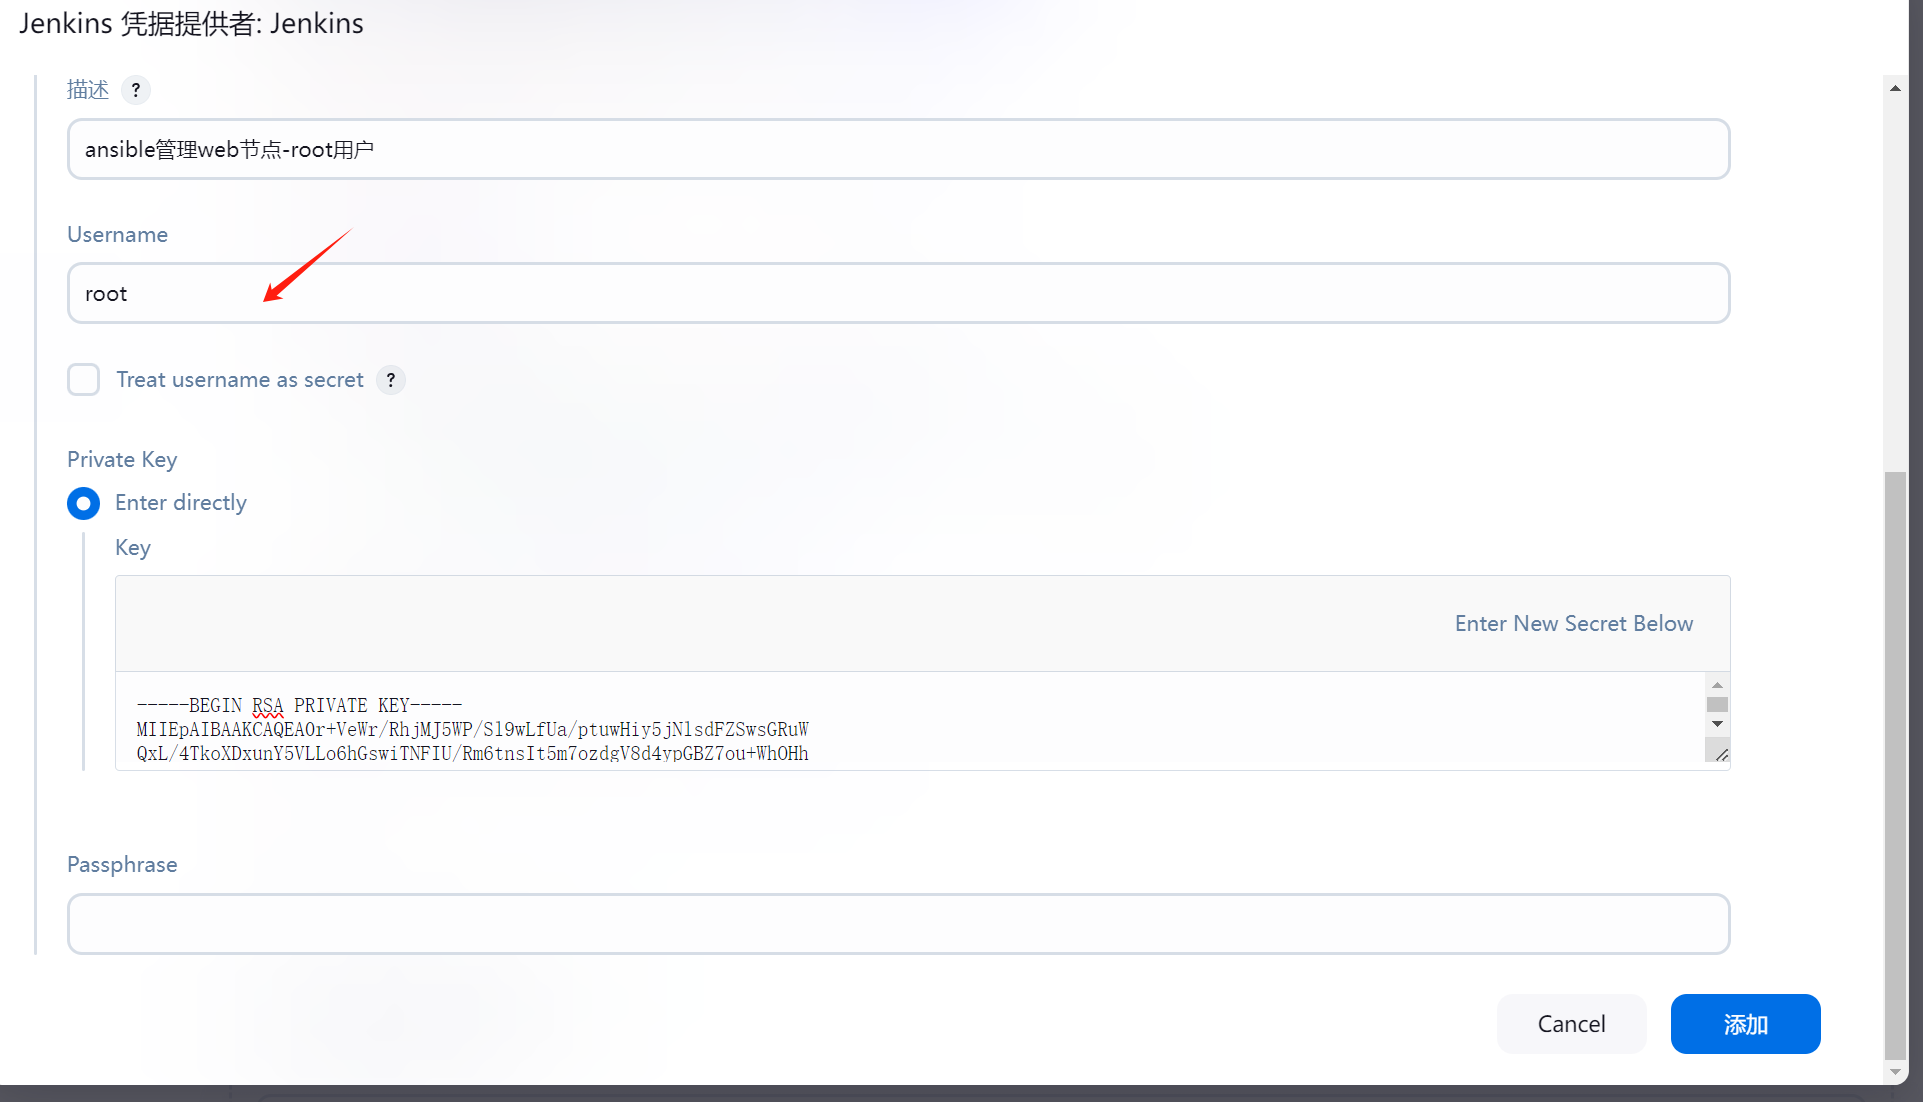 Jenkins 凭据提供者: Jenkins
描述 ?
ansible管理web节点-root用户
Username
root
Treat username as secret ?
Private Key
Enter directly
Key
Enter New Secret Below
-----BEGIN RSA PRIVATE KEY-----
MIIEpAIBAAKCAQEAOr+VeWr/RhjMJ5WP/Sl9wLfUa/ptuwHiy5jNlsdFZSwsGRuW
QxL/4TkoXDxunY5VLLo6hGswiTNFIU/Rm6tnsIt5m7ozdgV8d4ypGBZ7ou+WhOHh
Passphrase
Cancel
添加